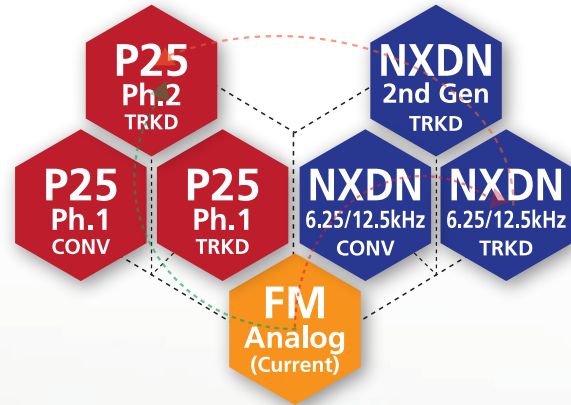 P25
Ph.2
TRKD
NXDN
2nd Gen
TRKD
P25
Ph.1
CONV
P25
Ph.1
TRKD
NXDN
6.25/12.5kHz
CONV
NXDN
6.25/12.5kHz
TRKD
FM
Analog
(Current)